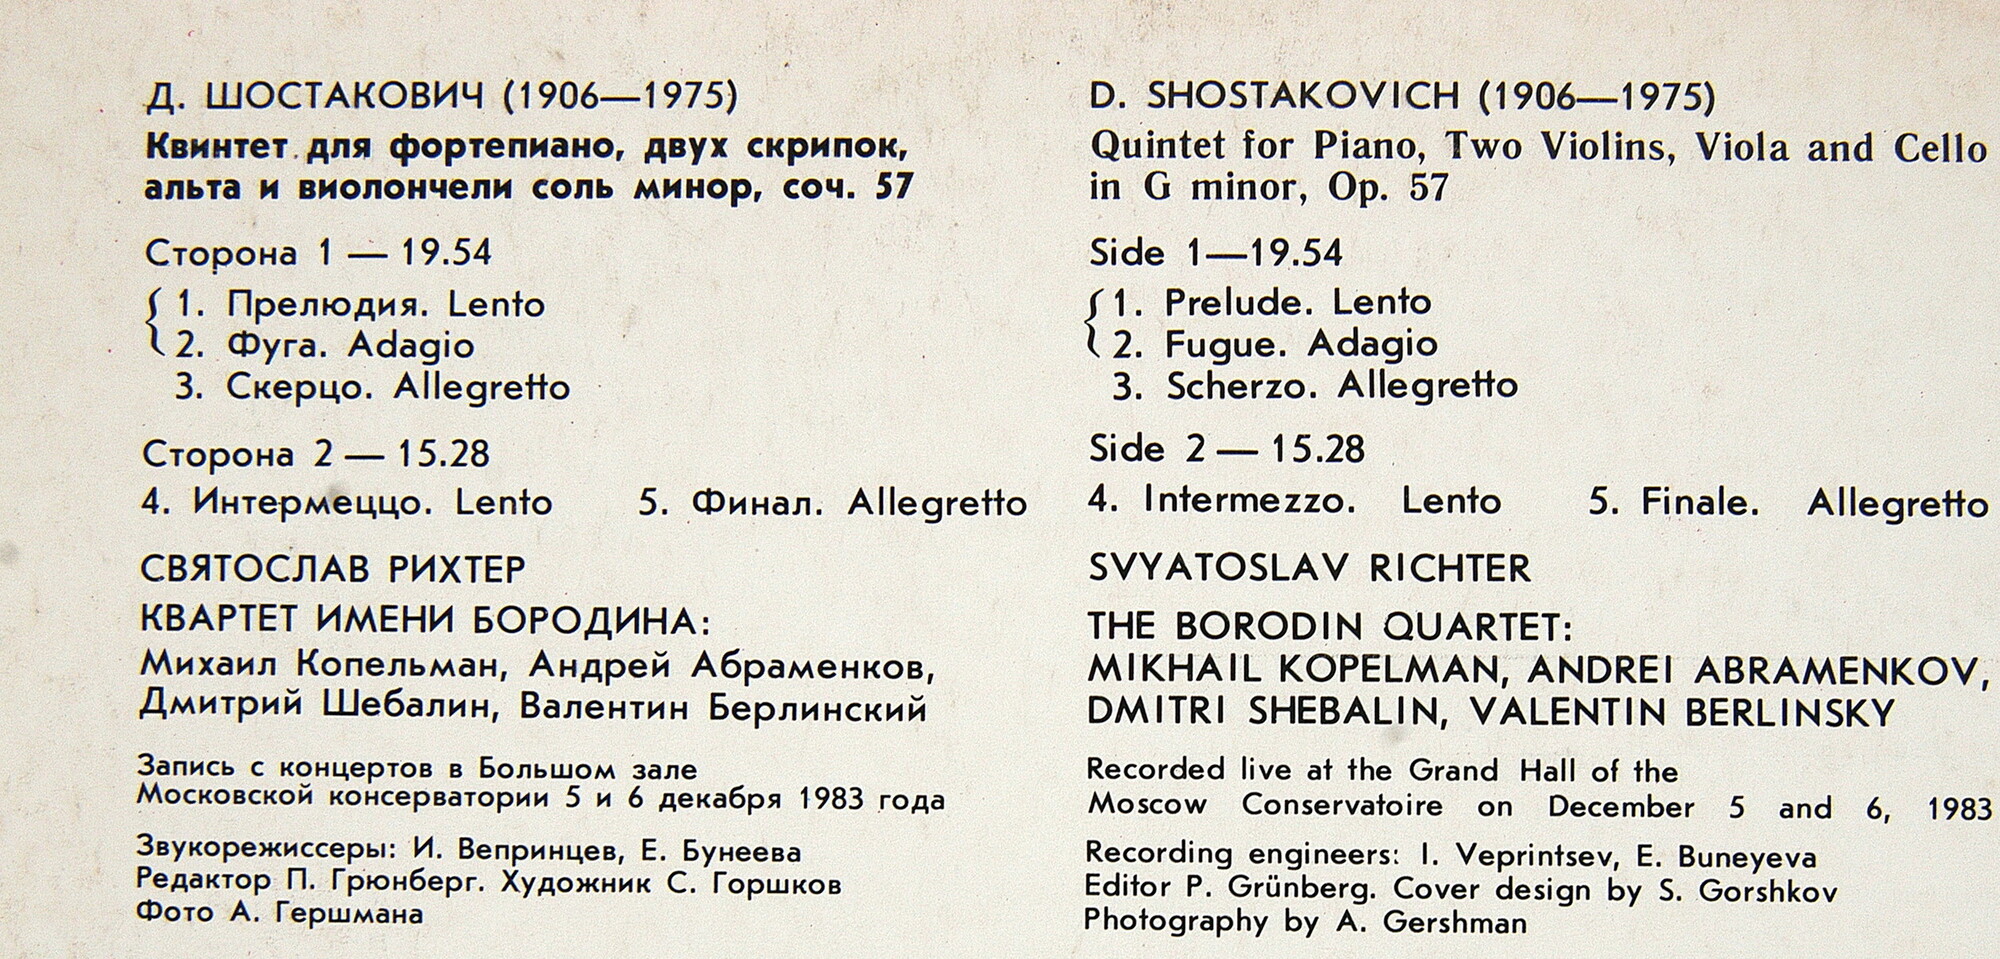 Д. ШОСТАКОВИЧ (1906—1975)
Квинтет для фортепиано, двух скрипок,
альта и виолончели соль минор, соч. 57
Сторона 1 — 19.54
1. Прелюдия. Lento
2. Фуга. Adagio
3. Скерцо. Allegretto
Сторона 2 — 15.28
4. Интермеццо. Lento 5. Финал. Allegretto
СВЯТОСЛАВ РИХТЕР
КВАРТЕТ ИМЕНИ БОРОДИНА:
Михаил Копельман, Андрей Абраменков,
Дмитрий Шебалин, Валентин Берлинский
Запись с концертов в Большом зале
Московской консерватории 5 и 6 декабря 1983 года
Звукорежиссеры: И. Вепринцев, Е. Бунеева
Редактор П. Грюнберг. Художник С. Горшков
Фото А. Гершмана
D. SHOSTAKOVICH (1906—1975)
Quintet for Piano, Two Violins, Viola and Cello
in G minor, Op. 57
Side 1—19.54
1. Prelude. Lento
2. Fugue. Adagio
3. Scherzo. Allegretto
Side 2 — 15.28
4. Intermezzo. Lento 5. Finale. Allegretto
SVYATOSLAV RICHTER
THE BORODIN QUARTET:
MIKHAIL KOPELMAN, ANDREI ABRAMENKOV,
DMITRI SHEBALIN, VALENTIN BERLINSKY
Recorded live at the Grand Hall of the
Moscow Conservatoire on December 5 and 6, 1983
Recording engineers: I. Veprintsev, E. Buneyeva
Editor P. Grünberg. Cover design by S. Gorshkov
Photography by A. Gershman